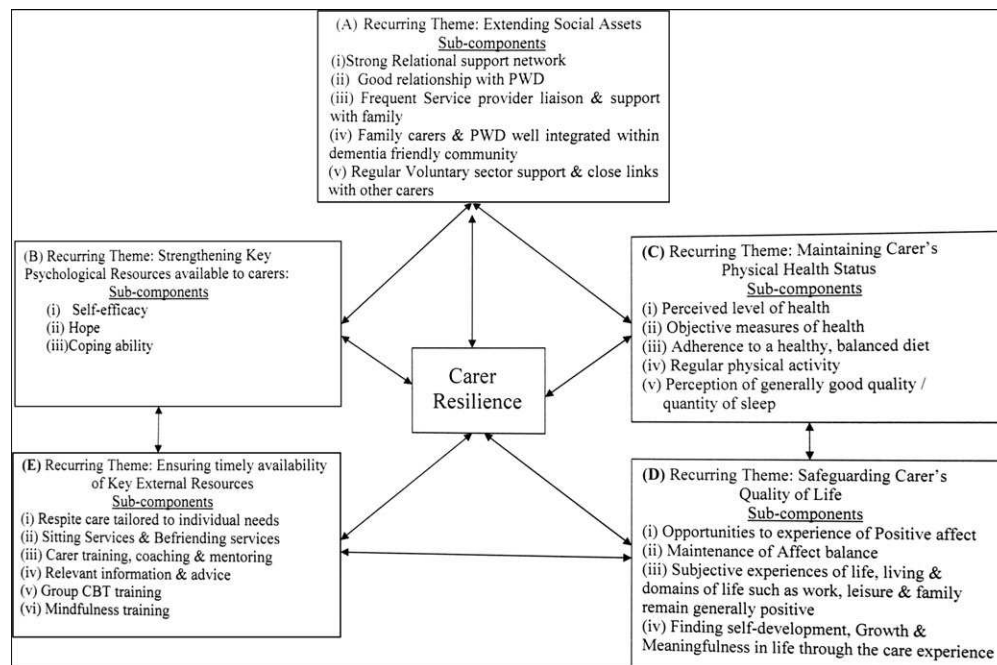 (A) Recurring Theme: Extending Social Assets
Sub-components
(i)Strong Relational support network
(ii) Good relationship with PWD
(iii) Frequent Service provider liaison & support
with family
(iv) Family carers & PWD well integrated within
dementia friendly community
(v) Regular Voluntary sector support & close links
with other carers
(B) Recurring Theme: Strengthening Key
Psychological Resources available to carers:
Sub-components
(i) Self-efficacy
(ii) Hope
(iii)Coping ability
(C) Recurring Theme: Maintaining Carer's
Physical Health Status
Sub-components
(i) Perceived level of health
(ii) Objective measures of health
(iii) Adherence to a healthy, balanced diet
(iv) Regular physical activity
(v) Perception of generally good quality /
quantity of sleep
Carer
Resilience
(E) Recurring Theme: Ensuring timely availability
of Key External Resources
Sub-components
(i) Respite care tailored to individual needs
(ii) Sitting Services & Befriending services
(iii) Carer training, coaching & mentoring
(iv) Relevant information & advice
(v) Group CBT training
(vi) Mindfulness training
(D) Recurring Theme: Safeguarding Carer's
Quality of Life
Sub-components
(i) Opportunities to experience of Positive affect
(ii) Maintenance of Affect balance
(iii) Subjective experiences of life, living &
domains of life such as work, leisure & family
remain generally positive
(iv) Finding self-development, Growth &
Meaningfulness in life through the care experience